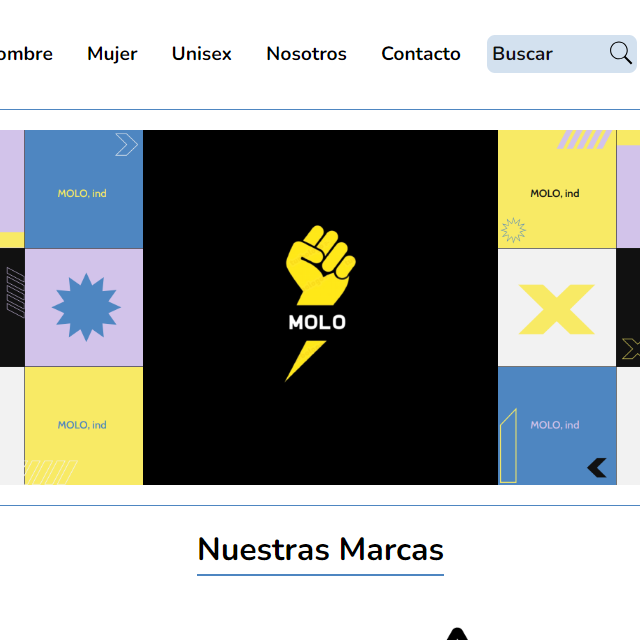 ombre Mujer Unisex Nosotros Contacto Buscar
MOLO, ind
MOLO, ind
MOLO
MOLO, ind
MOLO, ind
Nuestras Marcas